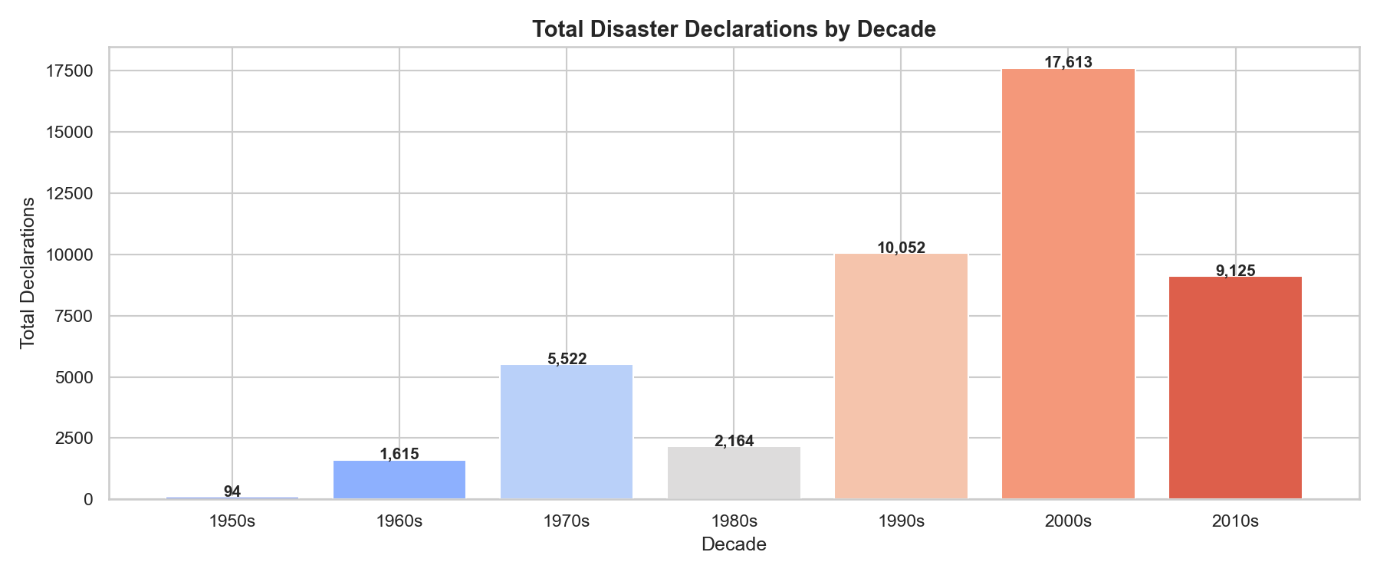 Total Disaster Declarations by Decade
Total Declarations
17500
15000
12500
10000
7500
5000
2500
0
94
1,615
5,522
2,164
10,052
17,613
9,125
1950s
1960s
1970s
1980s
1990s
2000s
2010s
Decade